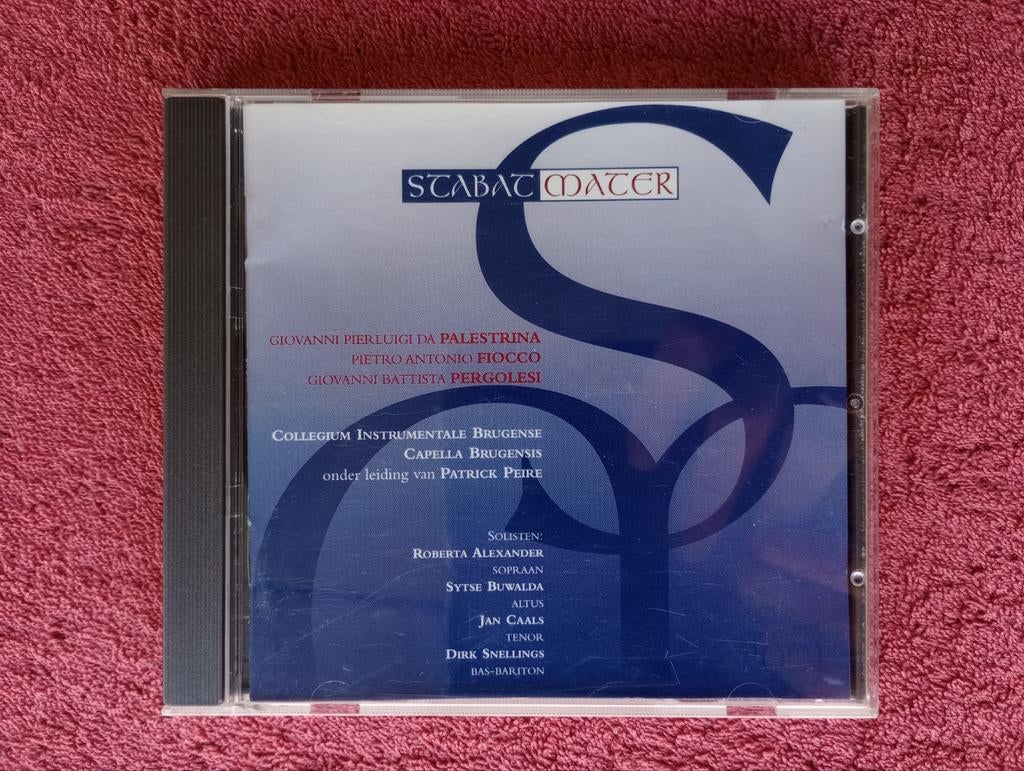 STABAT MATER
GIOVANNI PIERLUIGI DA PALESTRINA
PIETRO ANTONIO FIOCCO
GIOVANNI BATTISTA PERGOLESI
COLLEGIUM INSTRUMENTALE BRUGENSE
CAPELLA BRUGENSIS
onder leiding van PATRICK PEIRE
SOLISTEN:
ROBERTA ALEXANDER
SOPRAAN
SYTSE BUWALDA
ALTUS
JAN CAALS
TENOR
DIRK SNELLINGS
BAS-BARITON